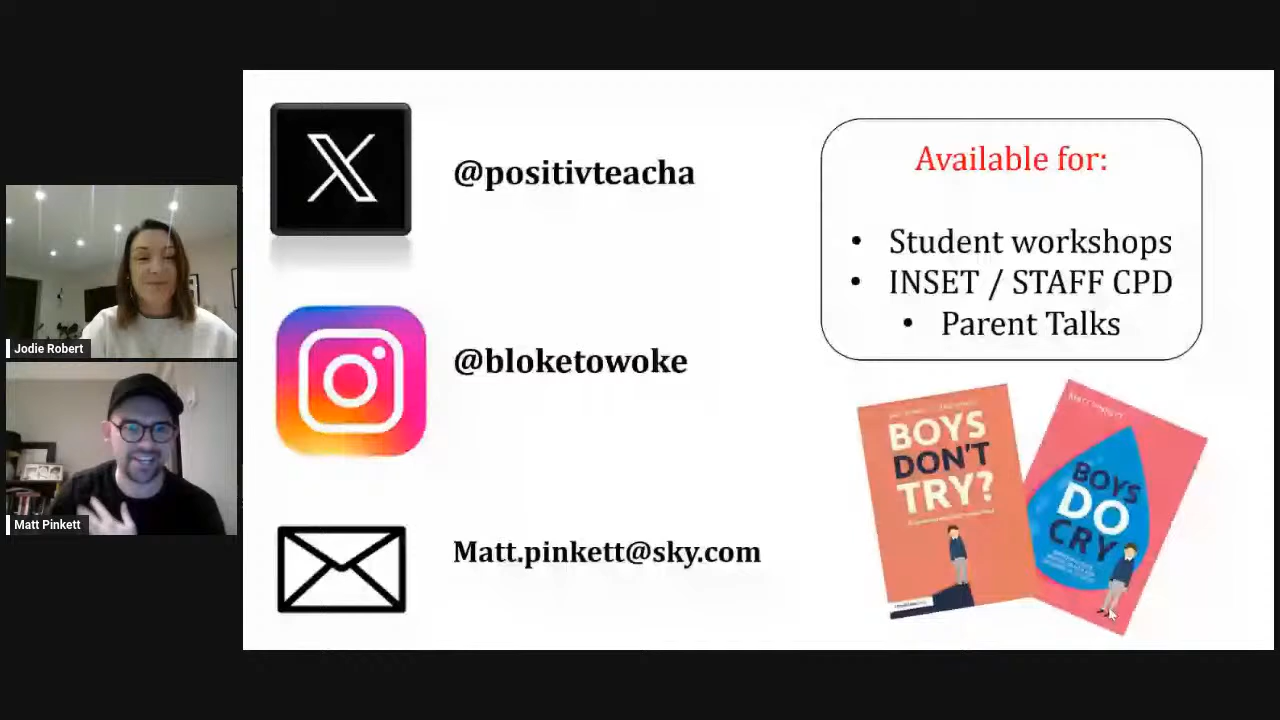 Jodie Robert
Matt Pinkett
@positivteacha
@bloketowoke
Matt.pinkett@sky.com
Available for:
• Student workshops
• INSET / STAFF CPD
• Parent Talks
BOYS
DON'T
TRY?
BOYS
DO
CRY